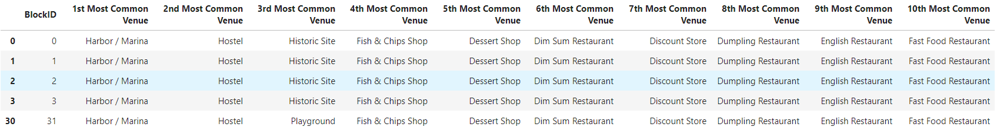 BlockID 1st Most Common Venue 2nd Most Common Venue 3rd Most Common Venue 4th Most Common Venue 5th Most Common Venue 6th Most Common Venue 7th Most Common Venue 8th Most Common Venue 9th Most Common Venue 10th Most Common Venue
0 0 Harbor / Marina Hostel Historic Site Fish & Chips Shop Dessert Shop Dim Sum Restaurant Discount Store Dumpling Restaurant English Restaurant Fast Food Restaurant
1 1 Harbor / Marina Hostel Historic Site Fish & Chips Shop Dessert Shop Dim Sum Restaurant Discount Store Dumpling Restaurant English Restaurant Fast Food Restaurant
2 2 Harbor / Marina Hostel Historic Site Fish & Chips Shop Dessert Shop Dim Sum Restaurant Discount Store Dumpling Restaurant English Restaurant Fast Food Restaurant
3 3 Harbor / Marina Hostel Historic Site Fish & Chips Shop Dessert Shop Dim Sum Restaurant Discount Store Dumpling Restaurant English Restaurant Fast Food Restaurant
30 31 Harbor / Marina Hostel Playground Fish & Chips Shop Dessert Shop Dim Sum Restaurant Discount Store Dumpling Restaurant English Restaurant Fast Food Restaurant